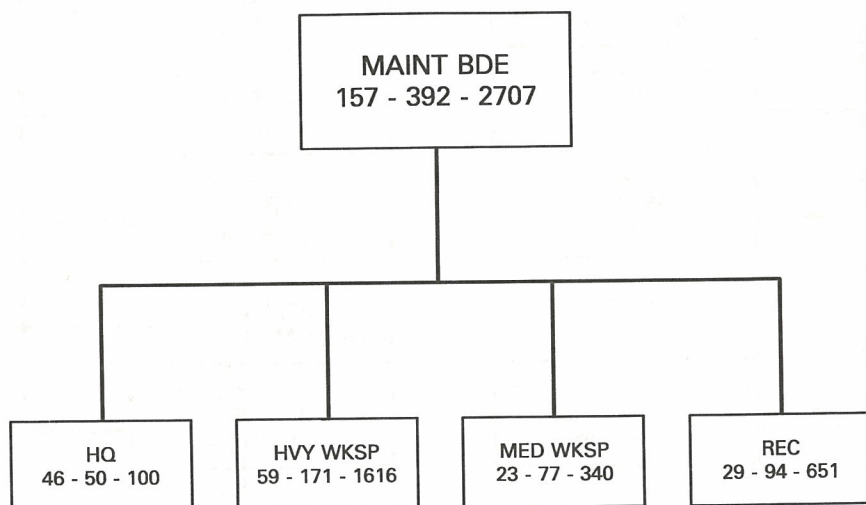 MAINT BDE
157 - 392 - 2707
HQ
46 - 50 - 100
HVY WKSP
59 - 171 - 1616
MED WKSP
23 - 77 - 340
REC
29 - 94 - 651